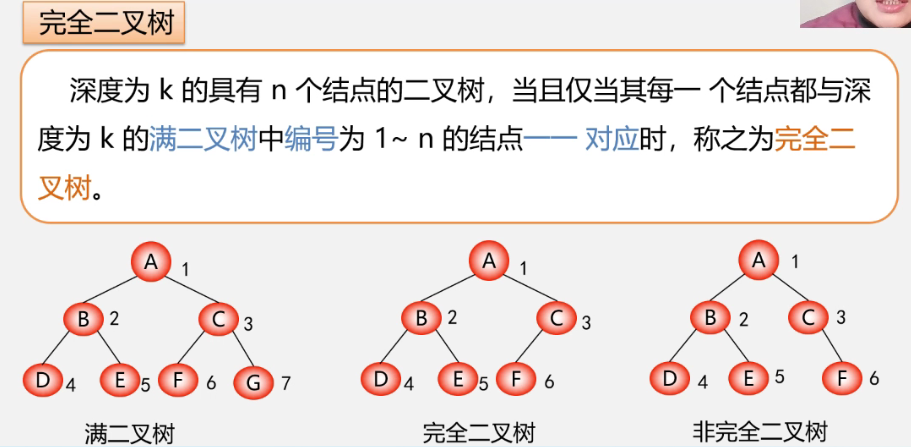 完全二叉树
深度为 k 的具有 n 个结点的二叉树，当且仅当其每一 个结点都与深
度为 k 的满二叉树中编号为 1~ n 的结点一一 对应时，称之为完全二
叉树。
A 1 A 1 A 1
B 2 C 3 B 2 C 3 B 2 C 3
D 4 E 5 F 6 G 7 D 4 E 5 F 6 D 4 E 5 F 6
满二叉树 完全二叉树 非完全二叉树